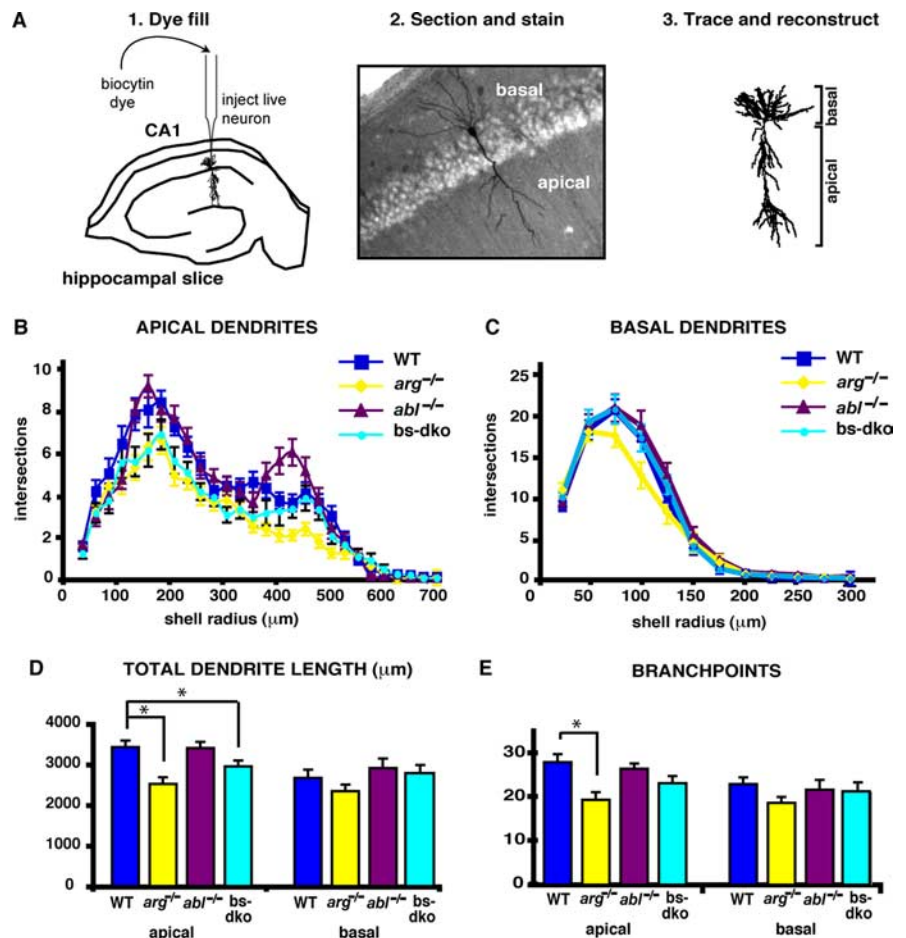 A
1. Dye fill
2. Section and stain
3. Trace and reconstruct
biocytin
dye
inject live
neuron
CA1
hippocampal slice
basal
apical
basal
apical
B
APICAL DENDRITES
WT
arg−/−
abl−/−
bs-dko
intersections
10
8
6
4
2
0
0 100 200 300 400 500 600 700
shell radius (μm)
C
BASAL DENDRITES
WT
arg−/−
abl−/−
bs-dko
intersections
25
20
15
10
5
0
0 50 100 150 200 250 300
shell radius (μm)
D
TOTAL DENDRITE LENGTH (μm)
* *
4000
3000
2000
1000
0
WT arg−/− abl−/− bs-
dko
WT arg−/− abl−/− bs-
dko
apical
basal
E
BRANCHPOINTS
*
30
20
10
0
WT arg−/− abl−/− bs-
dko
WT arg−/− abl−/− bs-
dko
apical
basal